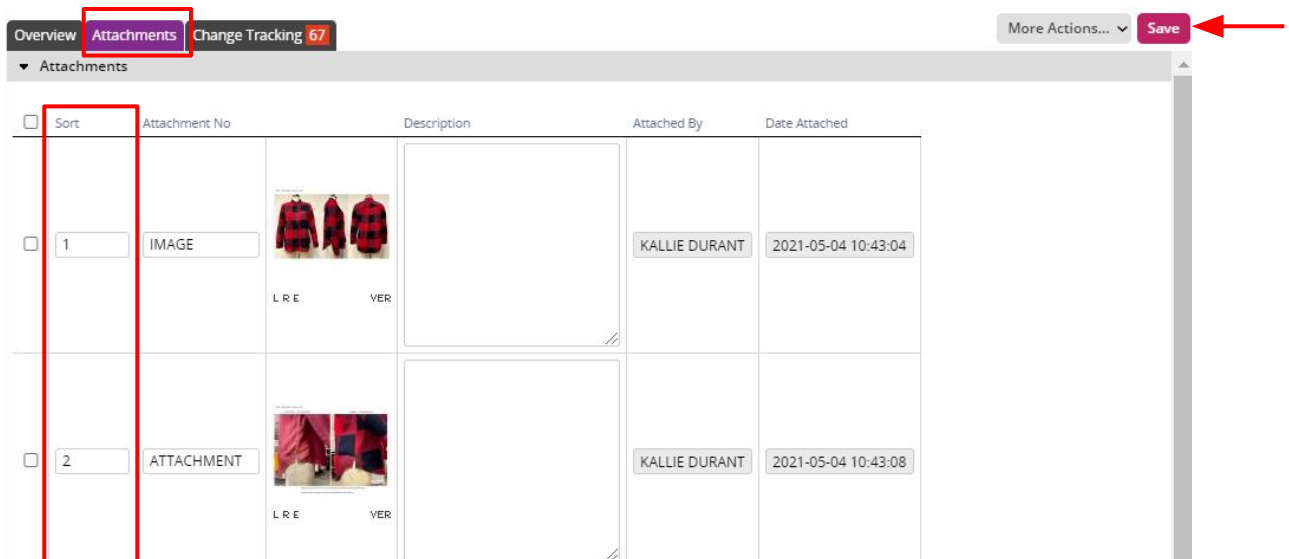 Overview Attachments Change Tracking 67 More Actions... Save
Attachments
Sort Attachment No Description Attached By Date Attached
1 IMAGE KALLIE DURANT 2021-05-04 10:43:04
L R E VER
2 ATTACHMENT KALLIE DURANT 2021-05-04 10:43:08
L R E VER